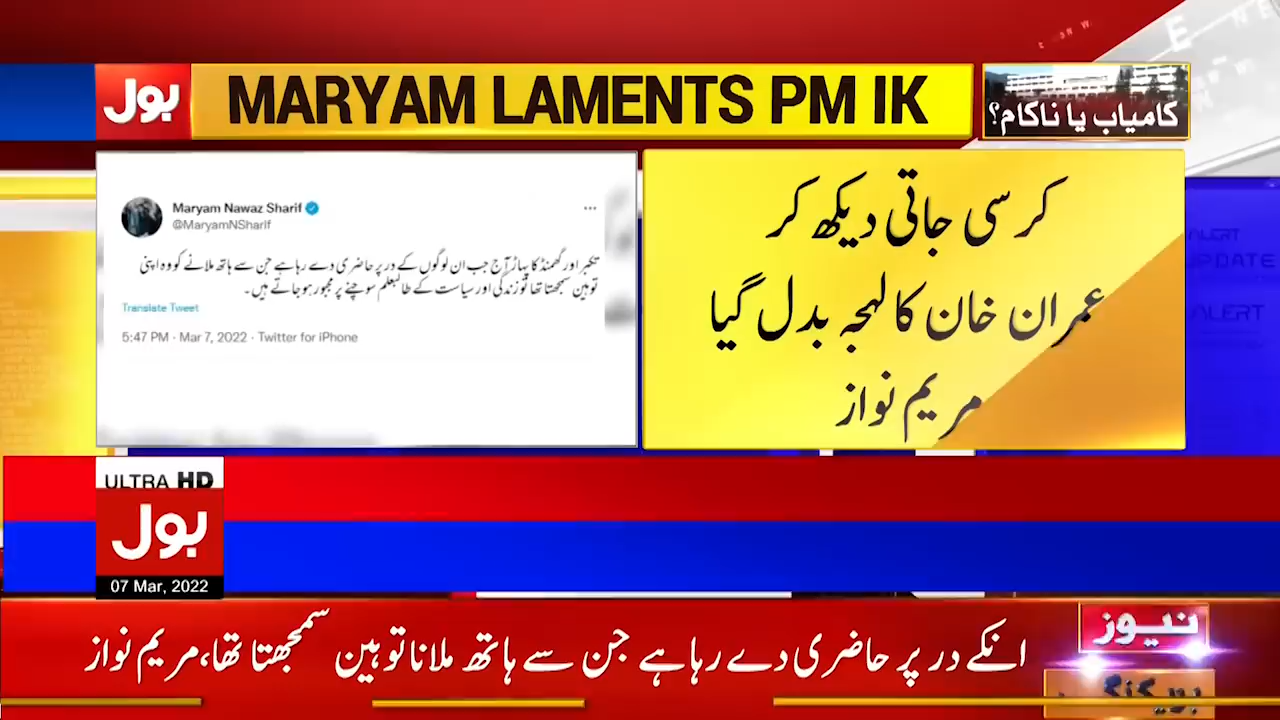 بول
MARYAM LAMENTS PM IK
کامیاب یا ناکام؟
Maryam Nawaz Sharif
@MaryamNSharif
تکبر اور گھمنڈ کا پہاڑ آج جب ان لوگوں کے در پر حاضری دے رہا ہے جن سے ہاتھ ملانے کو وہ اپنی
توہین سمجھتا تھا تو زندگی اور سیاست کے طالبعلم سوچنے پر مجبور ہو جاتے ہیں۔
Translate Tweet
5:47 PM · Mar 7, 2022 · Twitter for iPhone
کرسی جاتی دیکھ کر
عمران خان کا لہجہ بدل گیا
مریم نواز
ALERT
UPDATE
ALERT
ULTRA HD
بول
07 Mar, 2022
نیوز
انکے در پر حاضری دے رہا ہے جن سے ہاتھ ملانا توہین سمجھتا تھا،مریم نواز